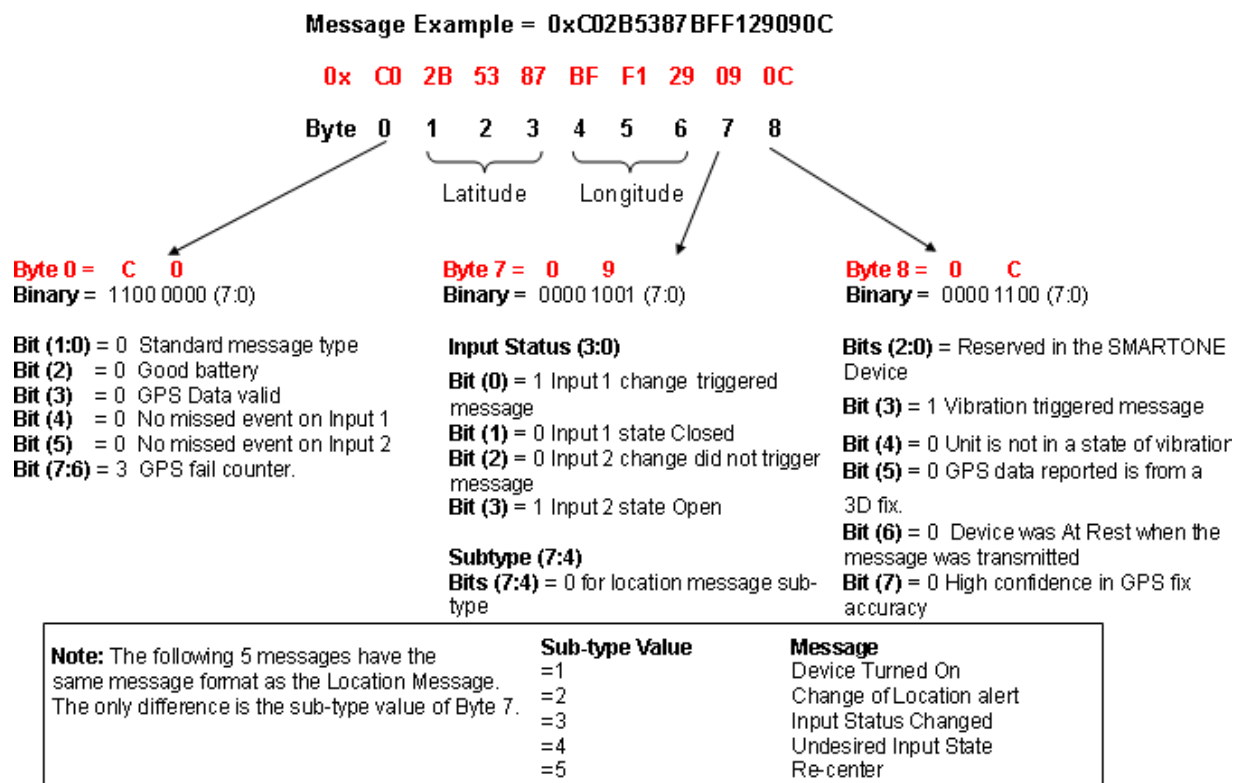 Message Example = 0xC02B5387BFF129090C
0x C0 2B 53 87 BF F1 29 09 0C
Byte 0 1 2 3 4 5 6 7 8
Latitude Longitude
Byte 0 = C 0
Binary = 1100 0000 (7:0)
Bit (1:0) = 0 Standard message type
Bit (2) = 0 Good battery
Bit (3) = 0 GPS Data valid
Bit (4) = 0 No missed event on Input 1
Bit (5) = 0 No missed event on Input 2
Bit (7:6) = 3 GPS fail counter.
Byte 7 = 0 9
Binary = 0000 1001 (7:0)
Input Status (3:0)
Bit (0) = 1 Input 1 change triggered
message
Bit (1) = 0 Input 1 state Closed
Bit (2) = 0 Input 2 change did not trigger
message
Bit (3) = 1 Input 2 state Open
Subtype (7:4)
Bits (7:4) = 0 for location message sub-
type
Byte 8 = 0 C
Binary = 0000 1100 (7:0)
Bits (2:0) = Reserved in the SMARTONE
Device
Bit (3) = 1 Vibration triggered message
Bit (4) = 0 Unit is not in a state of vibration
Bit (5) = 0 GPS data reported is from a
3D fix.
Bit (6) = 0 Device was At Rest when the
message was transmitted
Bit (7) = 0 High confidence in GPS fix
accuracy
Note: The following 5 messages have the
same message format as the Location Message.
The only difference is the sub-type value of Byte 7.
Sub-type Value Message
=1 Device Turned On
=2 Change of Location alert
=3 Input Status Changed
=4 Undesired Input State
=5 Re-center